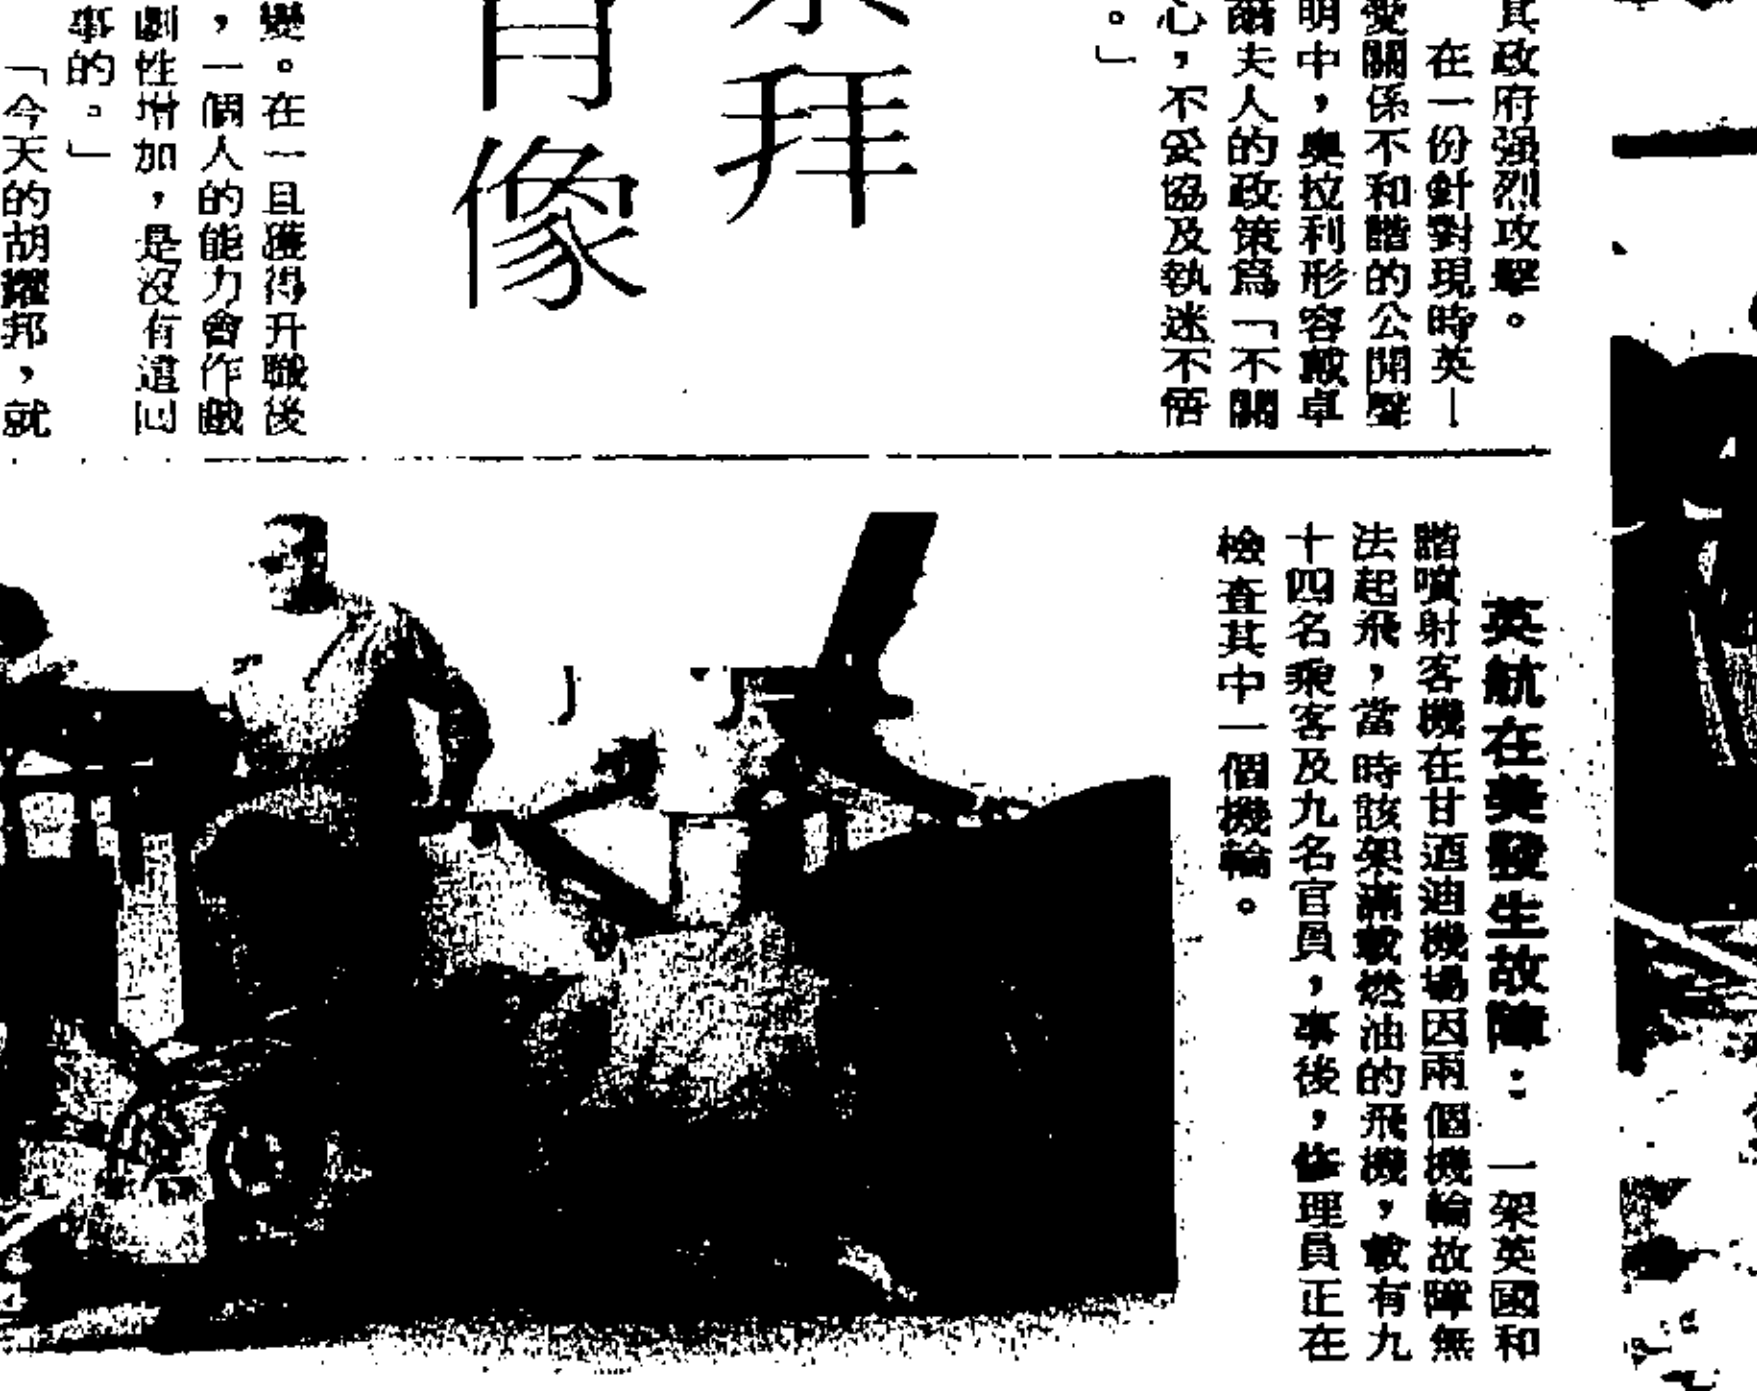 其政府强烈攻擊。
在一份針對現時英—
愛關係不和諧的公開聲
明中，奧拉利形容戴卓
爾夫人的政策爲「不關
心，不妥協及執迷不悟
。」
拜
肖像
變。在一旦獲得升職後
，一個人的能力會作戲
劇性增加，是沒有這回
事的。」
「今天的胡耀邦，就
英航在美發生故障：一架英國和
諧噴射客機在甘迺迪機場因兩個機輪故障無
法起飛，當時該架滿載燃油的飛機，載有九
十四名乘客及九名官員，事後，修理員正在
檢查其中一個機輪。